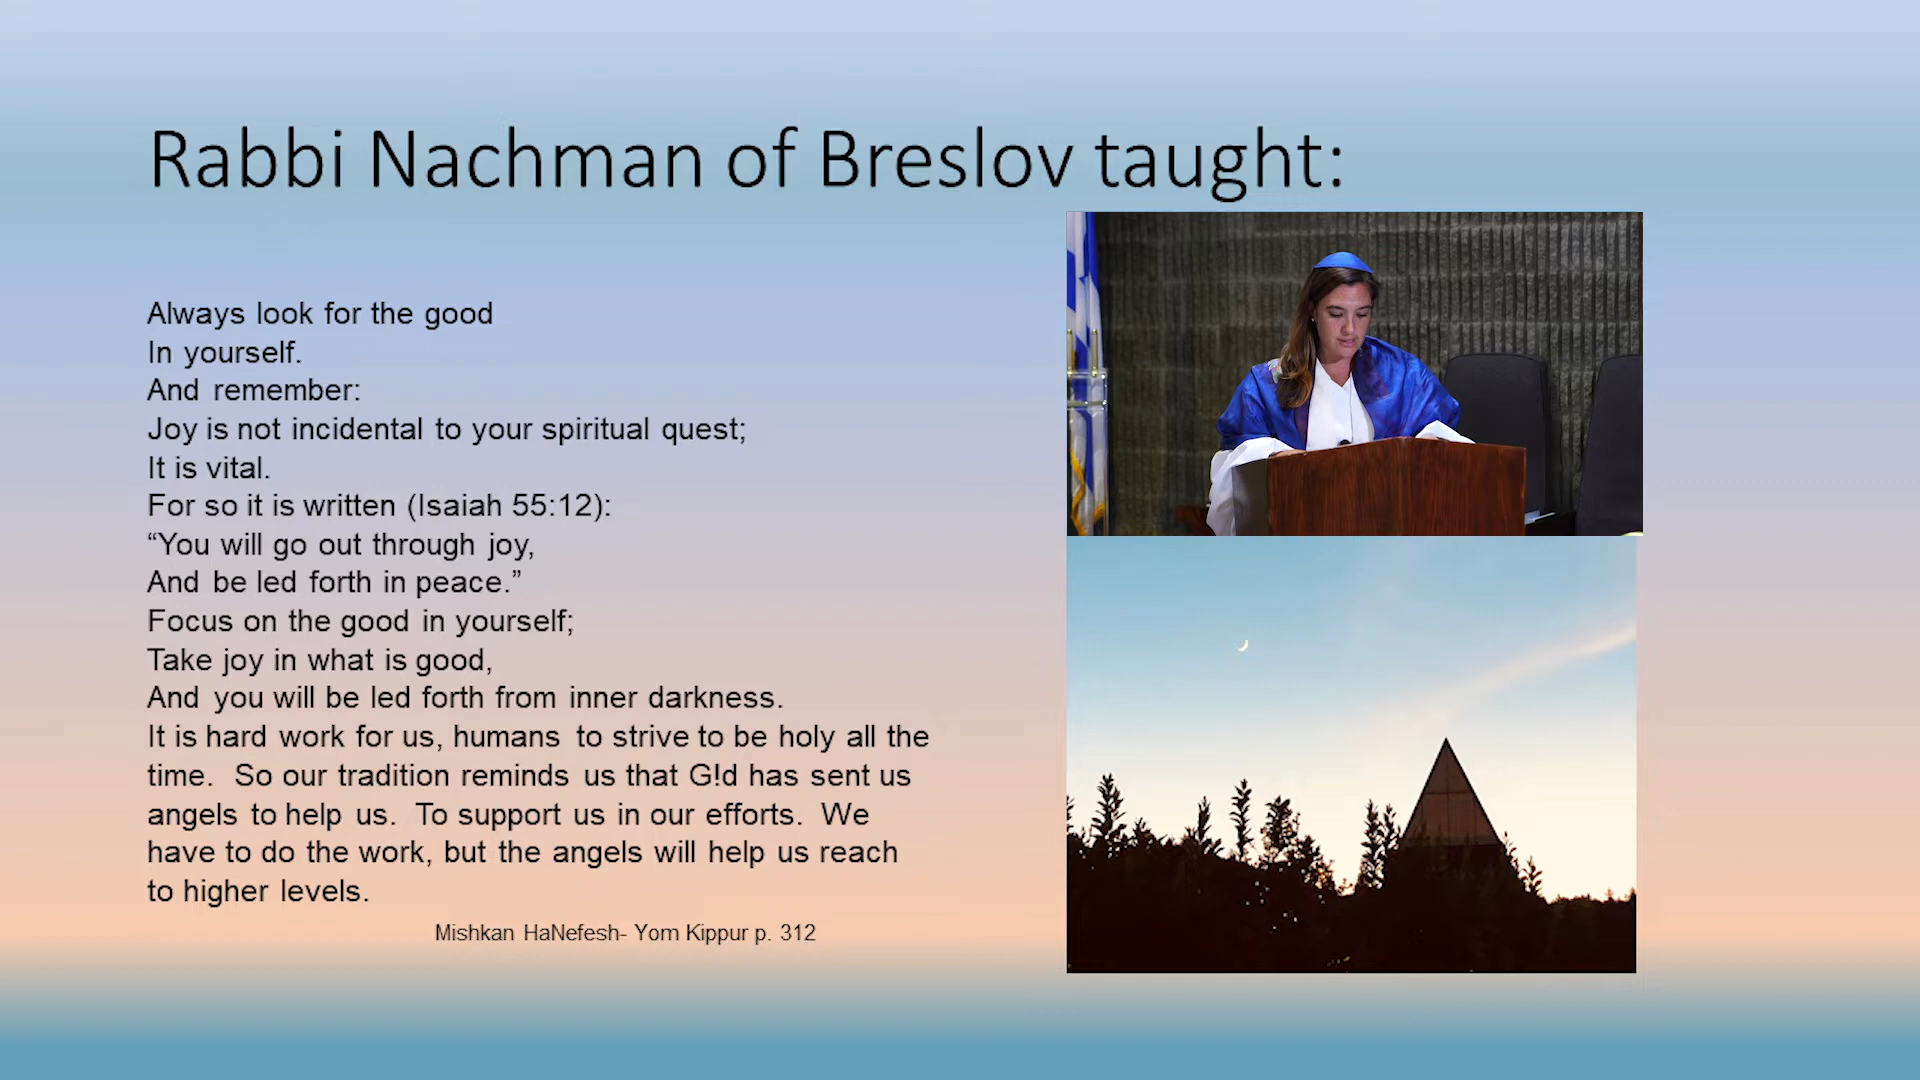 Rabbi Nachman of Breslov taught:
Always look for the good
In yourself.
And remember:
Joy is not incidental to your spiritual quest;
It is vital.
For so it is written (Isaiah 55:12):
“You will go out through joy,
And be led forth in peace.”
Focus on the good in yourself;
Take joy in what is good,
And you will be led forth from inner darkness.
It is hard work for us, humans to strive to be holy all the
time. So our tradition reminds us that G!d has sent us
angels to help us. To support us in our efforts. We
have to do the work, but the angels will help us reach
to higher levels.
Mishkan HaNefesh- Yom Kippur p. 312